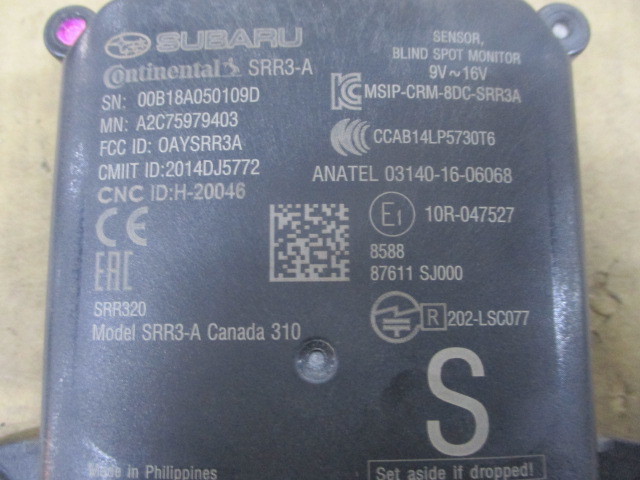 SUBARU
Continental SRR3-A
SN: 00B18A050109D
MN: A2C75979403
FCC ID: OAYSRR3A
CMIIT ID:2014DJ5772
CNC ID:H-20046
CE
EAC
SRR320
Model SRR3-A Canada 310
Made in Philippines
SENSOR,
BLIND SPOT MONITOR
9V~16V
MSIP-CRM-8DC-SRR3A
CCAB14LP5730T6
ANATEL 03140-16-06068
E1 10R-047527
8588
87611 SJ000
R 202-LSC077
S
Set aside if dropped!